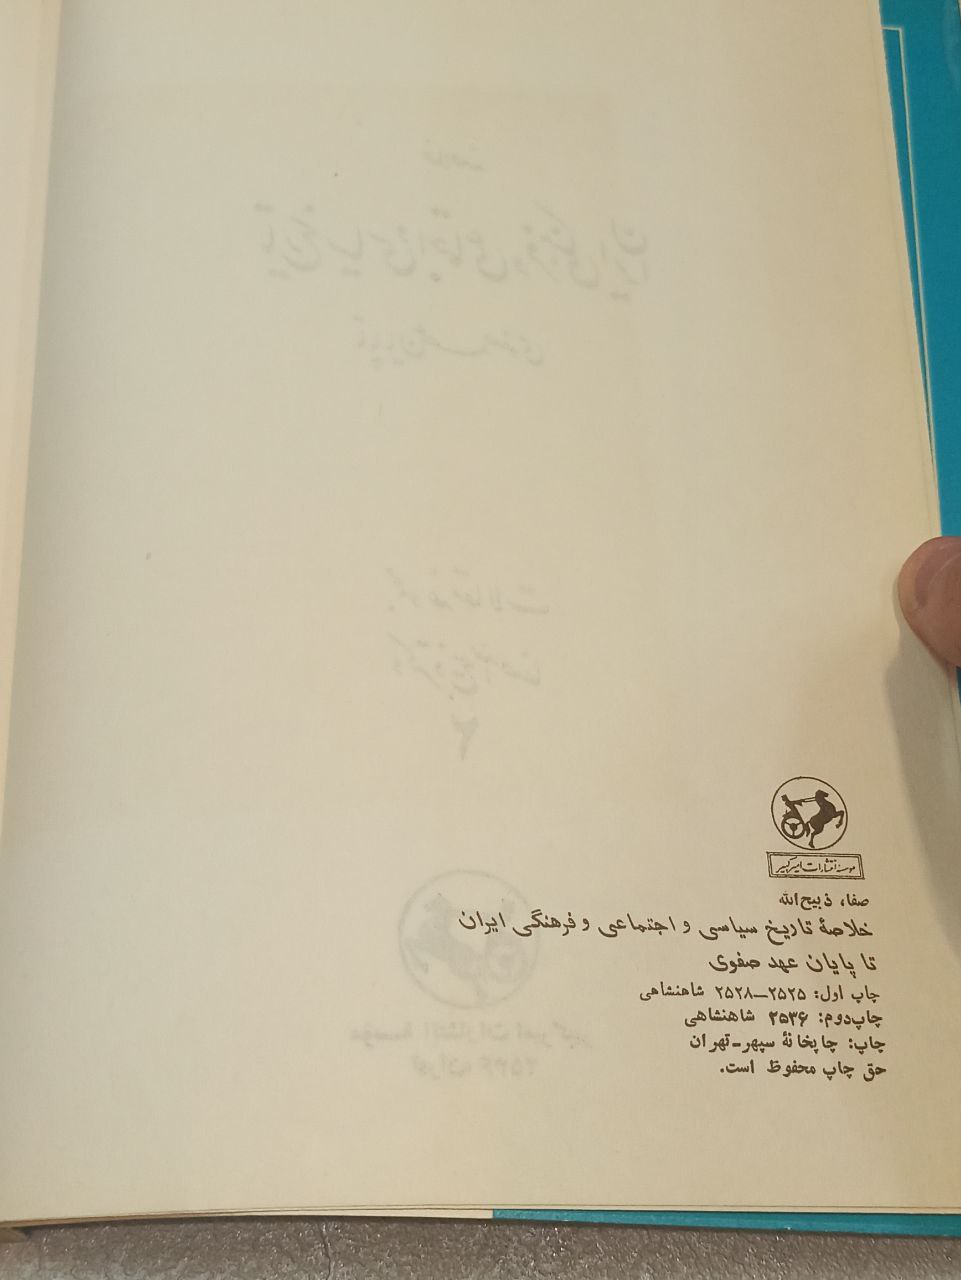 موسسهٔ انتشارات امیرکبیر
صفا، ذبیح‌الله
خلاصهٔ تاریخ سیاسی و اجتماعی و فرهنگی ایران
تا پایان عهد صفوی
چاپ اول: ۲۵۲۵–۲۵۲۸ شاهنشاهی
چاپ‌دوم: ۲۵۳۶ شاهنشاهی
چاپ: چاپخانهٔ سپهر–تهران
حق چاپ محفوظ است.